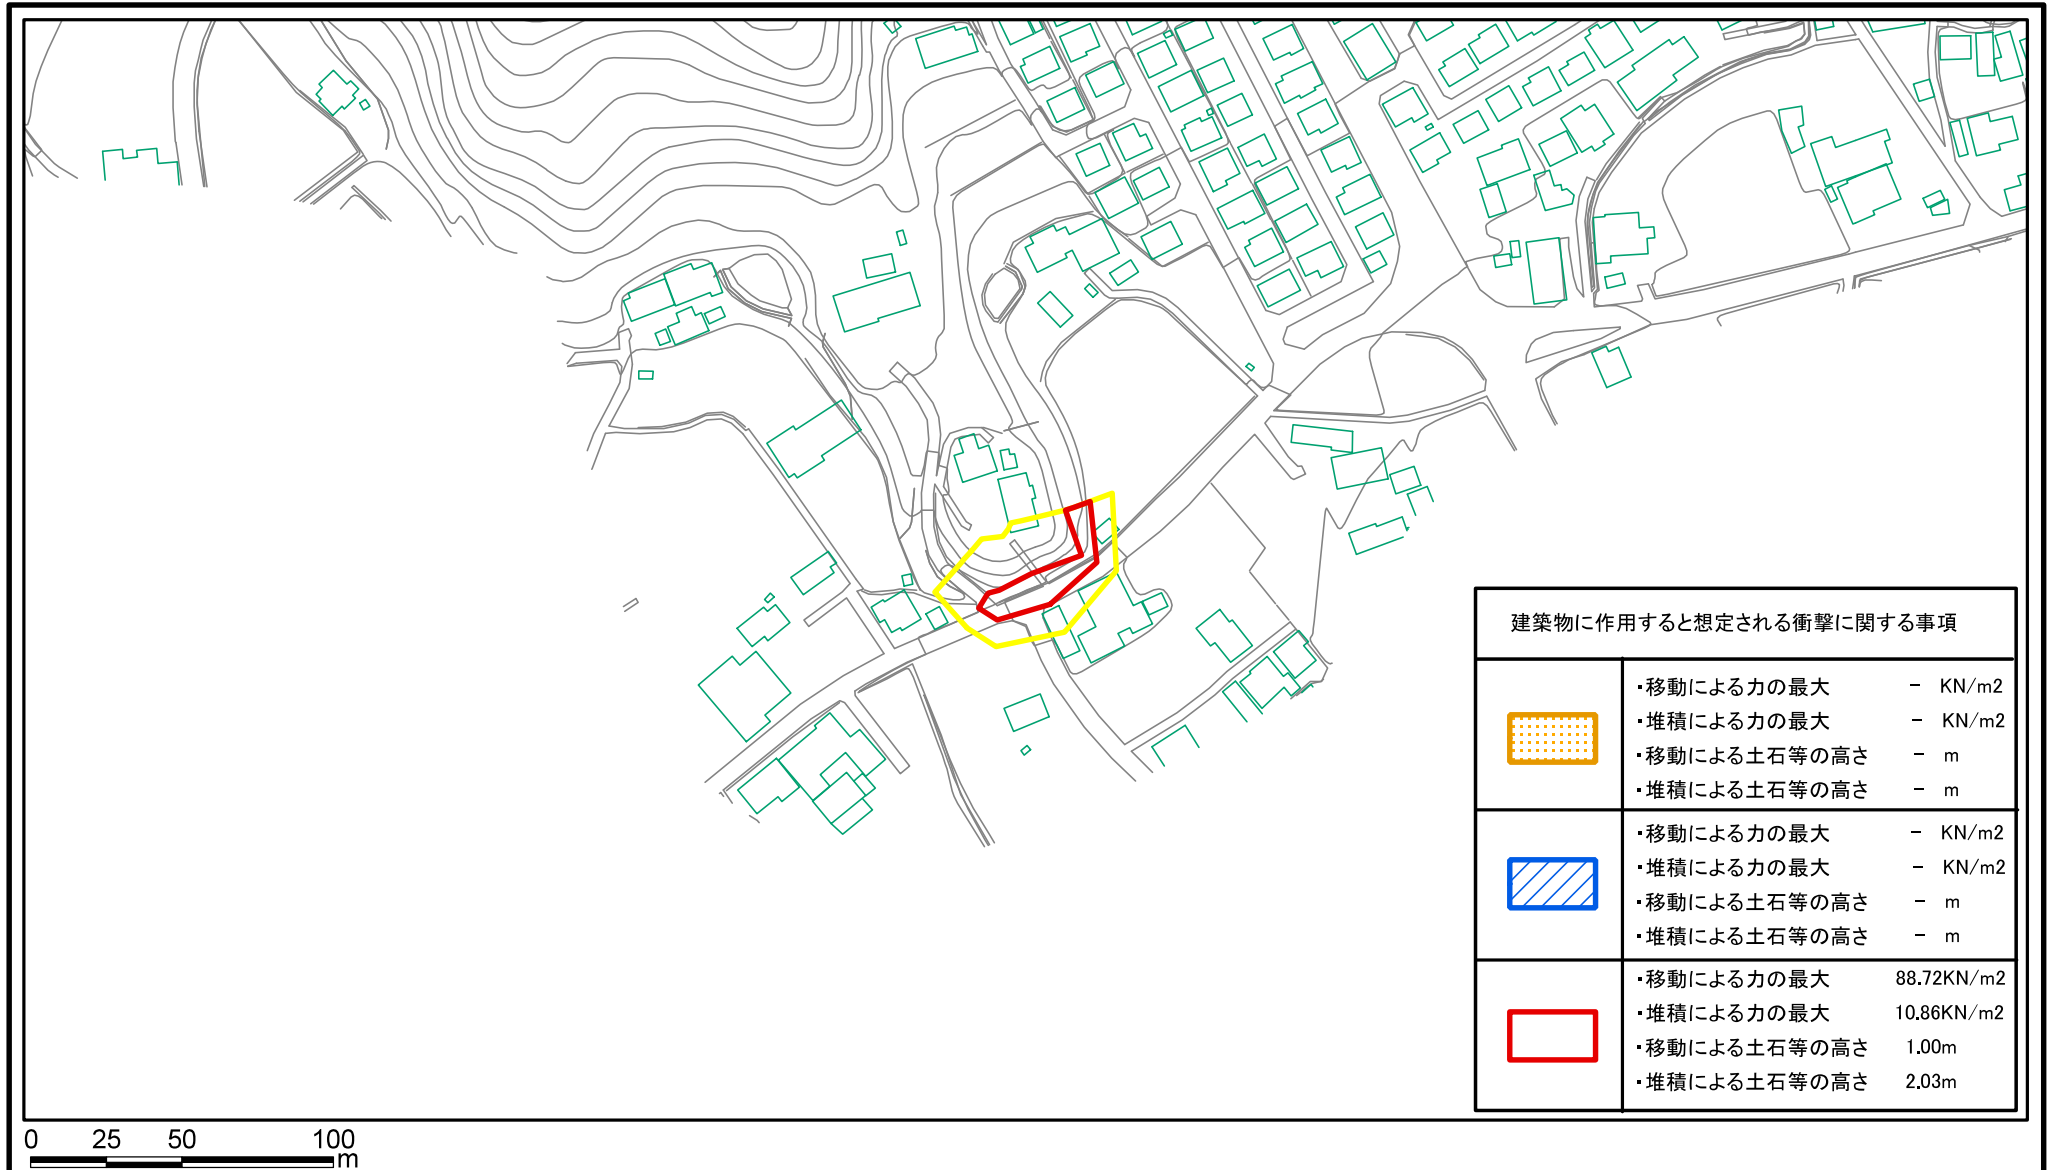 建築物に作用すると想定される衝撃に関する事項
・移動による力の最大 － KN/m2
・堆積による力の最大 － KN/m2
・移動による土石等の高さ － m
・堆積による土石等の高さ － m
・移動による力の最大 － KN/m2
・堆積による力の最大 － KN/m2
・移動による土石等の高さ － m
・堆積による土石等の高さ － m
・移動による力の最大 88.72KN/m2
・堆積による力の最大 10.86KN/m2
・移動による土石等の高さ 1.00m
・堆積による土石等の高さ 2.03m
0 25 50 100
m